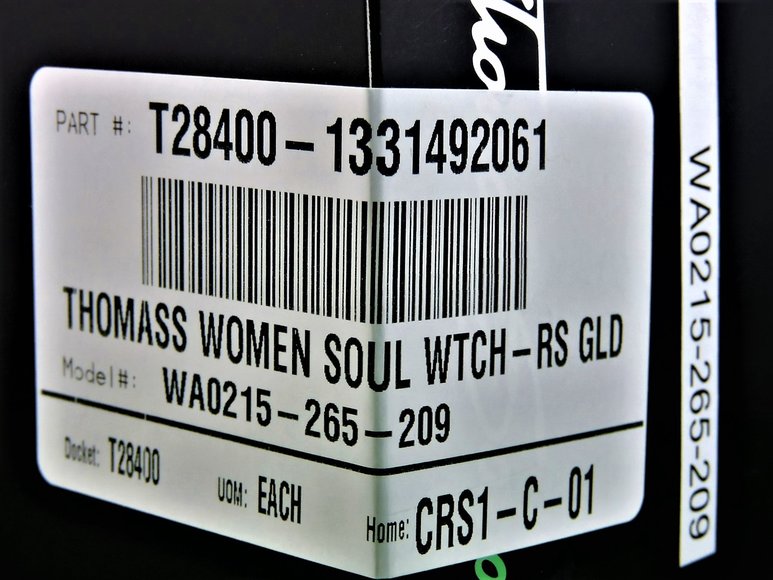 PART #: T28400-1331492061
THOMASS WOMEN SOUL WTCH-RS GLD
Model#: WA0215-265-209
Docket: T28400
UOM: EACH
Home: CRS1-C-01
WA0215-265-209